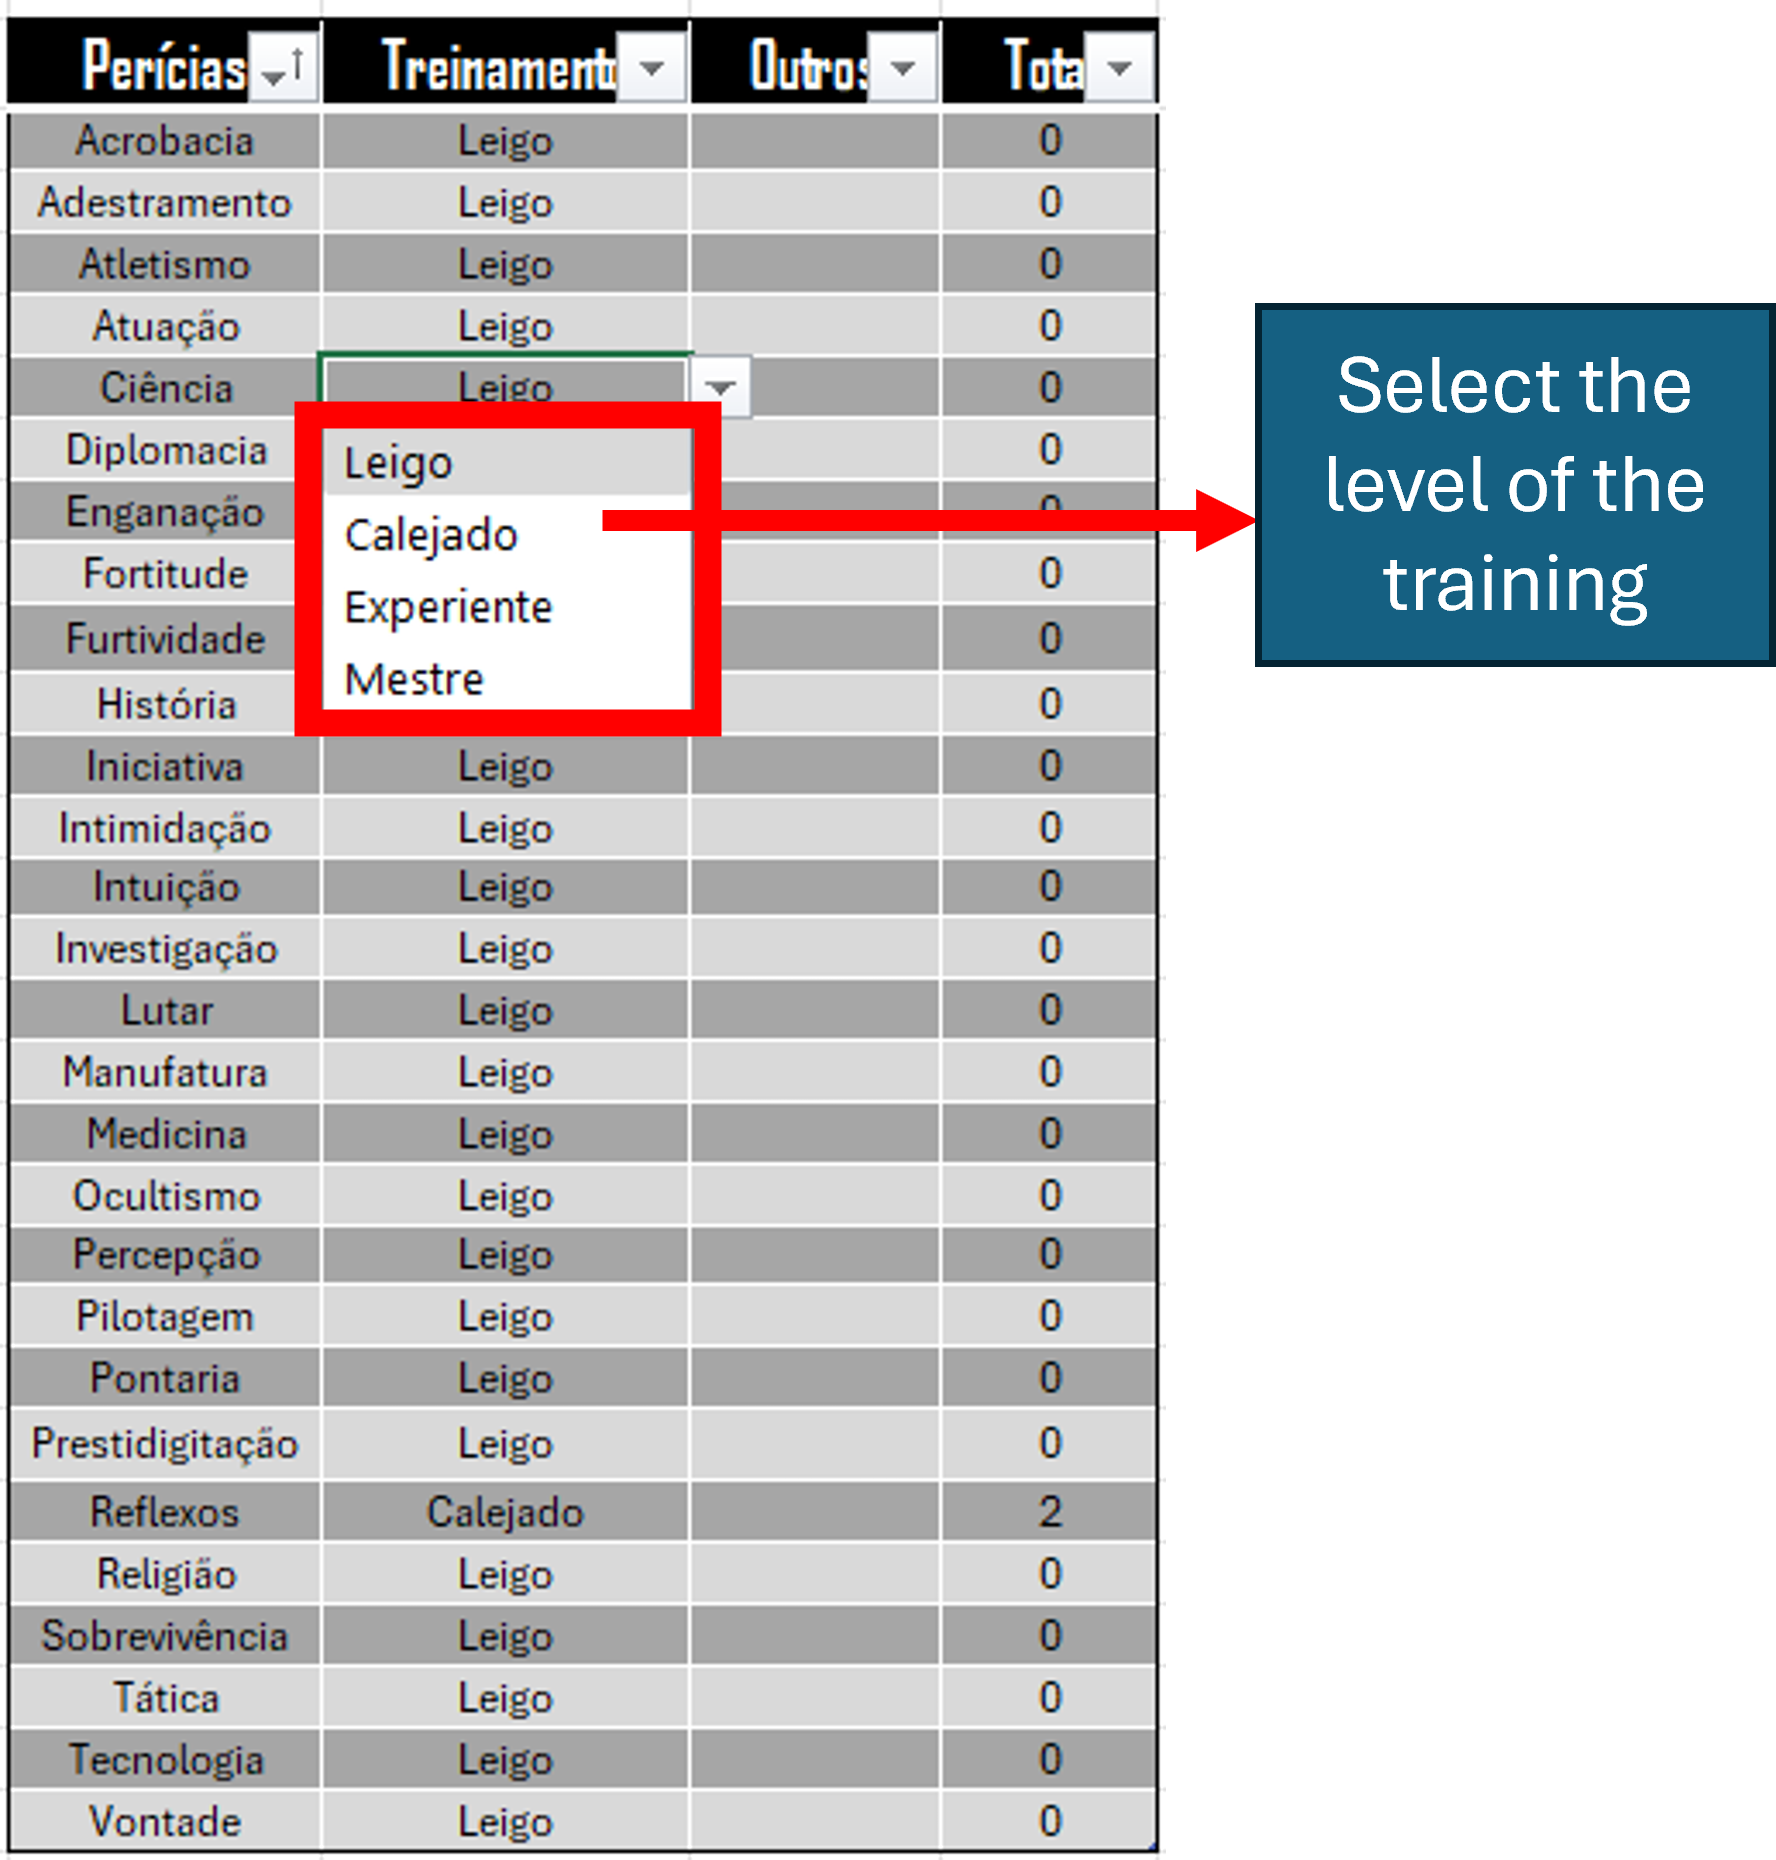 Perícias Treinament Outros Tota
Acrobacia Leigo 0
Adestramento Leigo 0
Atletismo Leigo 0
Atuação Leigo 0
Ciência Leigo 0
Diplomacia 0
Leigo
Enganação 0
Calejado
Fortitude 0
Experiente
Furtividade 0
Mestre
História 0
Iniciativa Leigo 0
Intimidação Leigo 0
Intuição Leigo 0
Investigação Leigo 0
Lutar Leigo 0
Manufatura Leigo 0
Medicina Leigo 0
Ocultismo Leigo 0
Percepção Leigo 0
Pilotagem Leigo 0
Pontaria Leigo 0
Prestidigitação Leigo 0
Reflexos Calejado 2
Religião Leigo 0
Sobrevivência Leigo 0
Tática Leigo 0
Tecnologia Leigo 0
Vontade Leigo 0
Select the
level of the
training